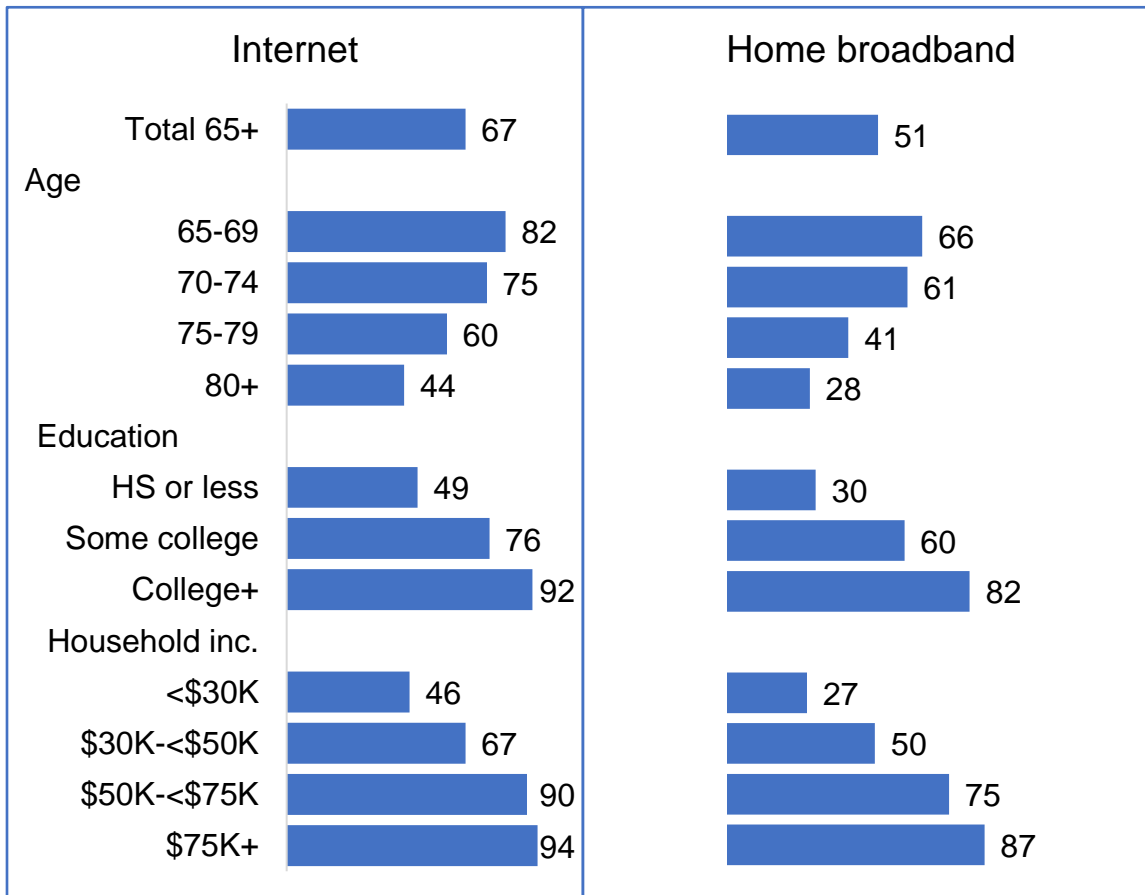 Internet Home broadband
Total 65+ 67 51
Age
65-69 82 66
70-74 75 61
75-79 60 41
80+ 44 28
Education
HS or less 49 30
Some college 76 60
College+ 92 82
Household inc.
<$30K 46 27
$30K-<$50K 67 50
$50K-<$75K 90 75
$75K+ 94 87